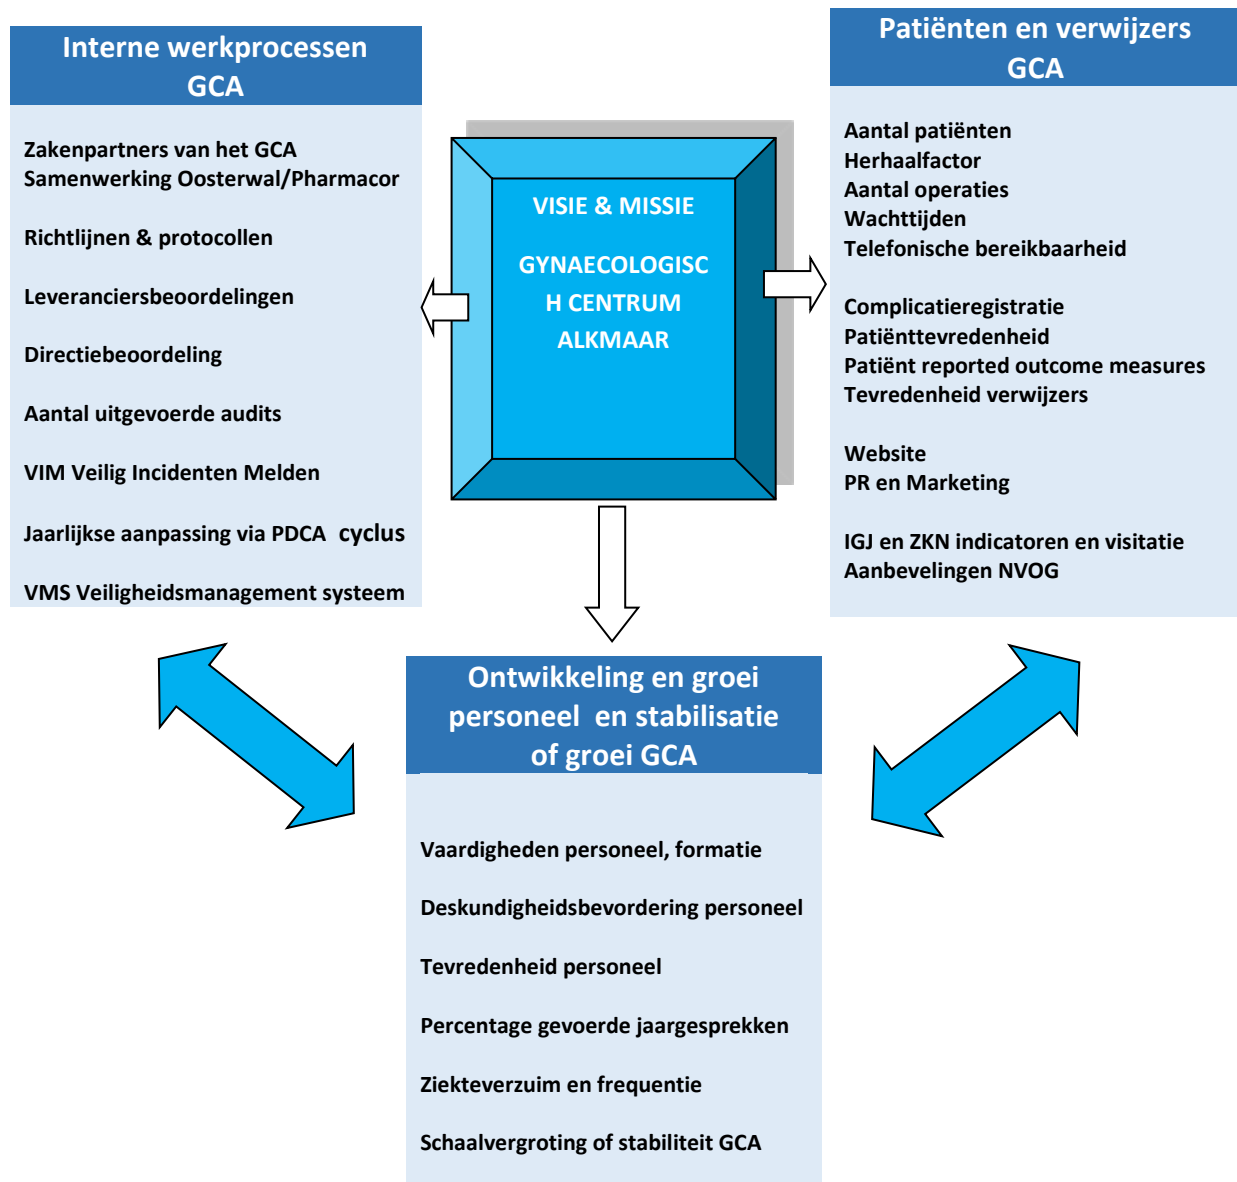 Interne werkprocessen
GCA
Zakenpartners van het GCA
Samenwerking Oosterwal/Pharmacor
Richtlijnen & protocollen
Leveranciersbeoordelingen
Directiebeoordeling
Aantal uitgevoerde audits
VIM Veilig Incidenten Melden
Jaarlijkse aanpassing via PDCA cyclus
VMS Veiligheidsmanagement systeem
VISIE & MISSIE
GYNAECOLOGISC
H CENTRUM
ALKMAAR
Patiënten en verwijzers
GCA
Aantal patiënten
Herhaalfactor
Aantal operaties
Wachttijden
Telefonische bereikbaarheid
Complicatieregistratie
Patiënttevredenheid
Patiënt reported outcome measures
Tevredenheid verwijzers
Website
PR en Marketing
IGJ en ZKN indicatoren en visitatie
Aanbevelingen NVOG
Ontwikkeling en groei
personeel en stabilisatie
of groei GCA
Vaardigheden personeel, formatie
Deskundigheidsbevordering personeel
Tevredenheid personeel
Percentage gevoerde jaargesprekken
Ziekteverzuim en frequentie
Schaalvergroting of stabiliteit GCA